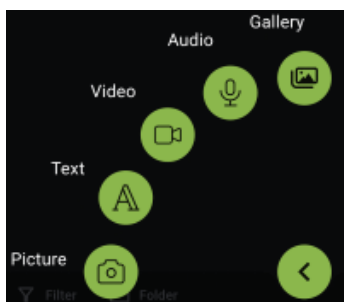 Gallery
Audio
Video
Text
Picture
Filter
Folder